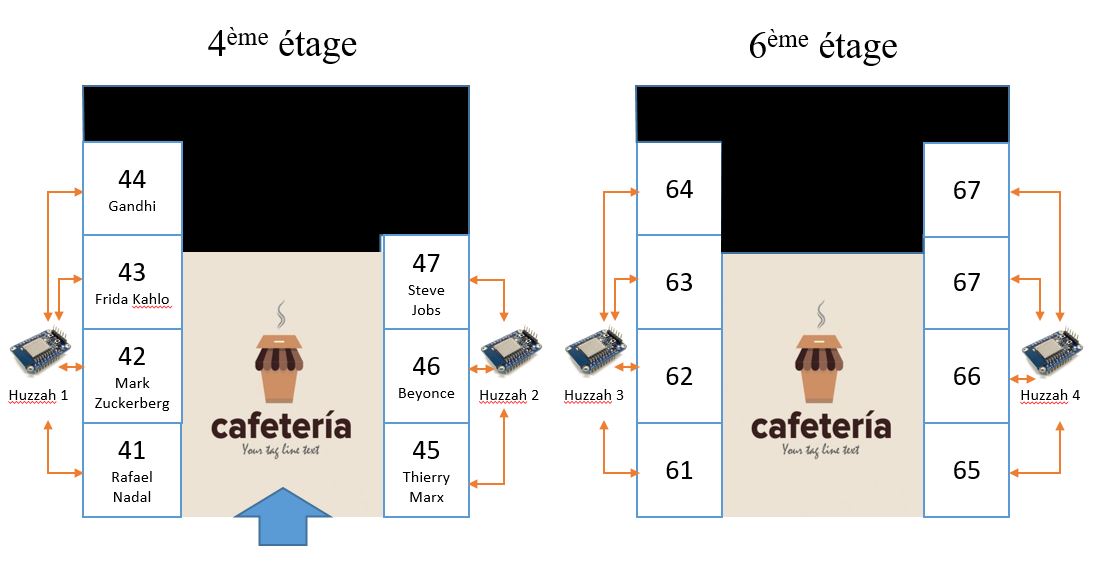 4ème étage
44
Gandhi
43
Frida Kahlo
42
Mark
Zuckerberg
41
Rafael
Nadal
Huzzah 1
cafetería
Your tag line text
47
Steve
Jobs
46
Beyonce
45
Thierry
Marx
Huzzah 2
6ème étage
64
63
62
61
Huzzah 3
cafetería
Your tag line text
67
67
66
65
Huzzah 4